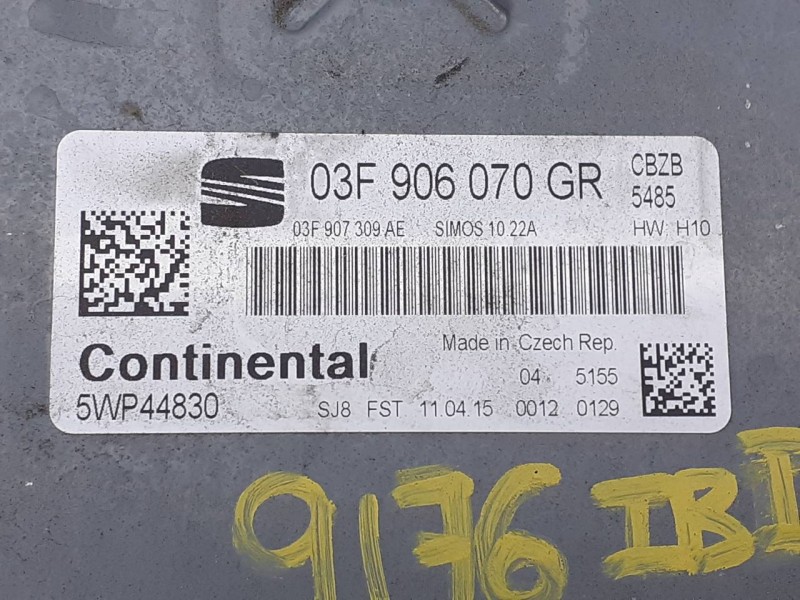 03F 906 070 GR CBZB
5485
03F 907 309 AE SIMOS 10 22A HW H10
Continental Made in Czech Rep.
04 5155
5WP44830 SJ8 FST 11.04.15 0012 0129
9176 IBI